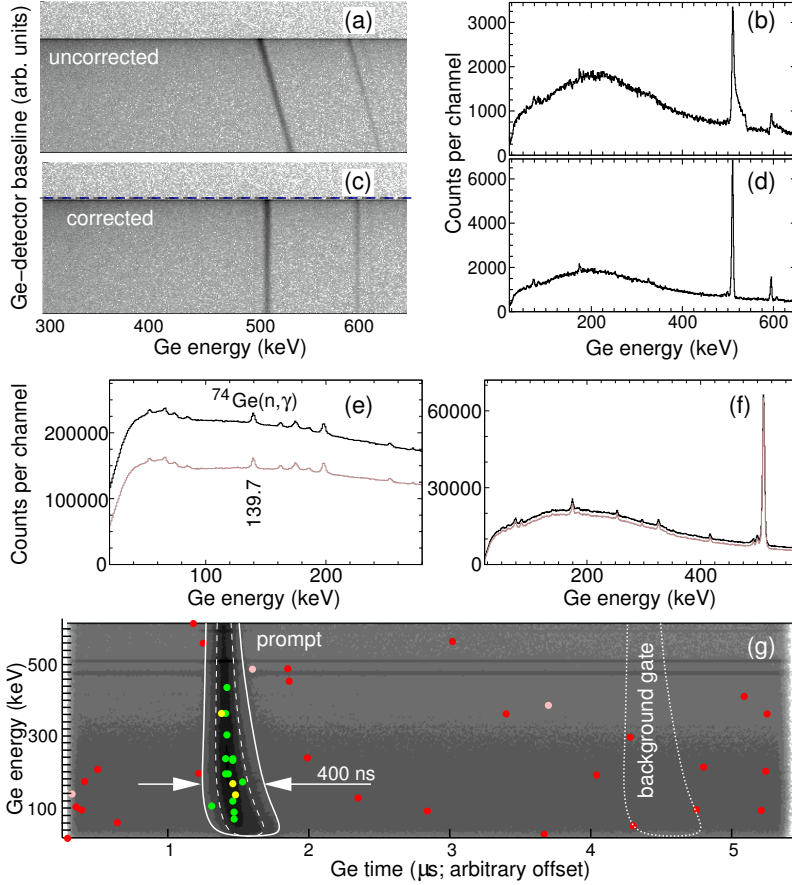 Ge−detector baseline (arb. units)
(a)
uncorrected
(c)
corrected
300 400 500 600
Ge energy (keV)
Counts per channel
(b)
3000
2000
1000
0
(d)
6000
4000
2000
0
200 400 600
Ge energy (keV)
Counts per channel
(e)
74Ge(n,γ)
139.7
200000
100000
0
100 200
Ge energy (keV)
(f)
60000
30000
0
200 400
Ge energy (keV)
Ge energy (keV)
(g)
prompt
background gate
400 ns
500
300
100
1 2 3 4 5
Ge time (μs; arbitrary offset)